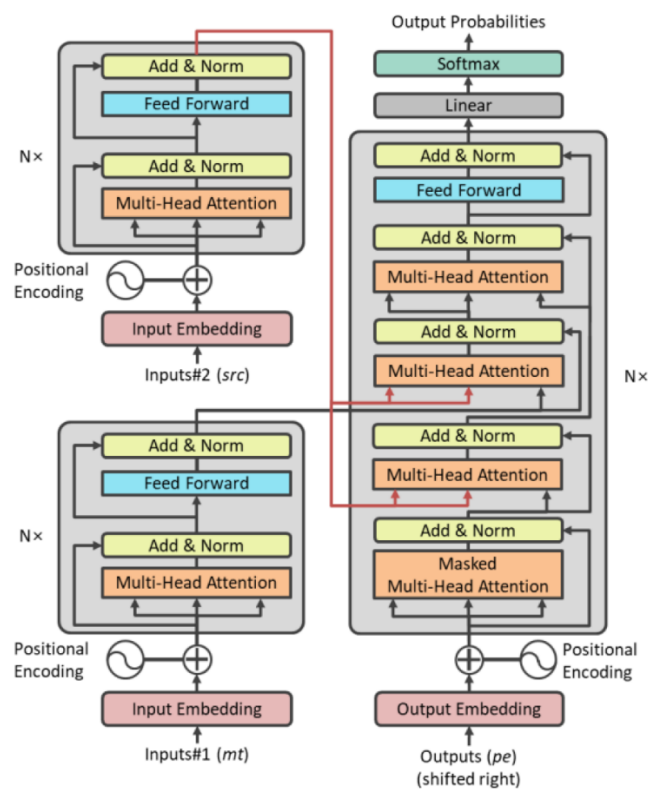 Add & Norm
Feed Forward
Add & Norm
Multi-Head Attention
N×
Positional
Encoding
Input Embedding
Inputs#2 (src)
Add & Norm
Feed Forward
Add & Norm
Multi-Head Attention
N×
Positional
Encoding
Input Embedding
Inputs#1 (mt)
Output Probabilities
Softmax
Linear
Add & Norm
Feed Forward
Add & Norm
Multi-Head Attention
Add & Norm
Multi-Head Attention
N×
Add & Norm
Multi-Head Attention
Add & Norm
Masked
Multi-Head Attention
Positional
Encoding
Output Embedding
Outputs (pe)
(shifted right)